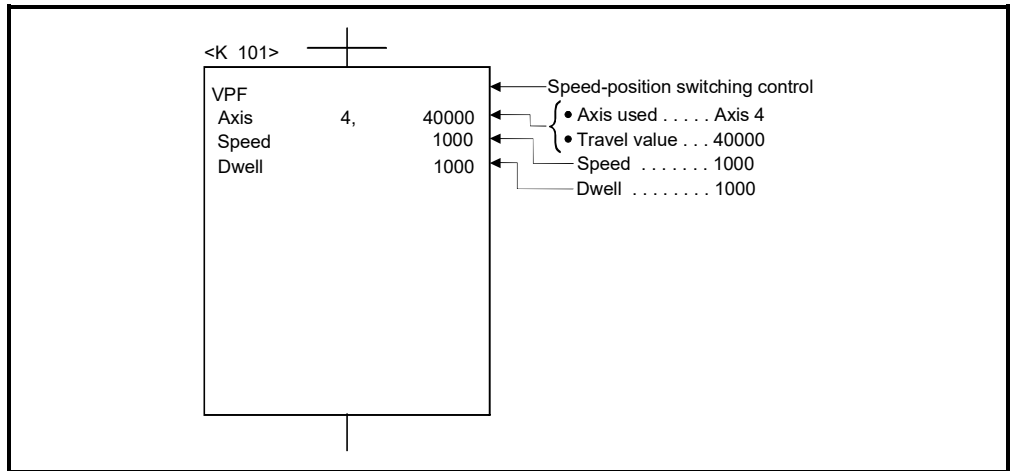 <K 101>
VPF
Axis 4, 40000
Speed 1000
Dwell 1000
Speed-position switching control
• Axis used . . . . . Axis 4
• Travel value . . . 40000
Speed . . . . . . . 1000
Dwell . . . . . . . . 1000